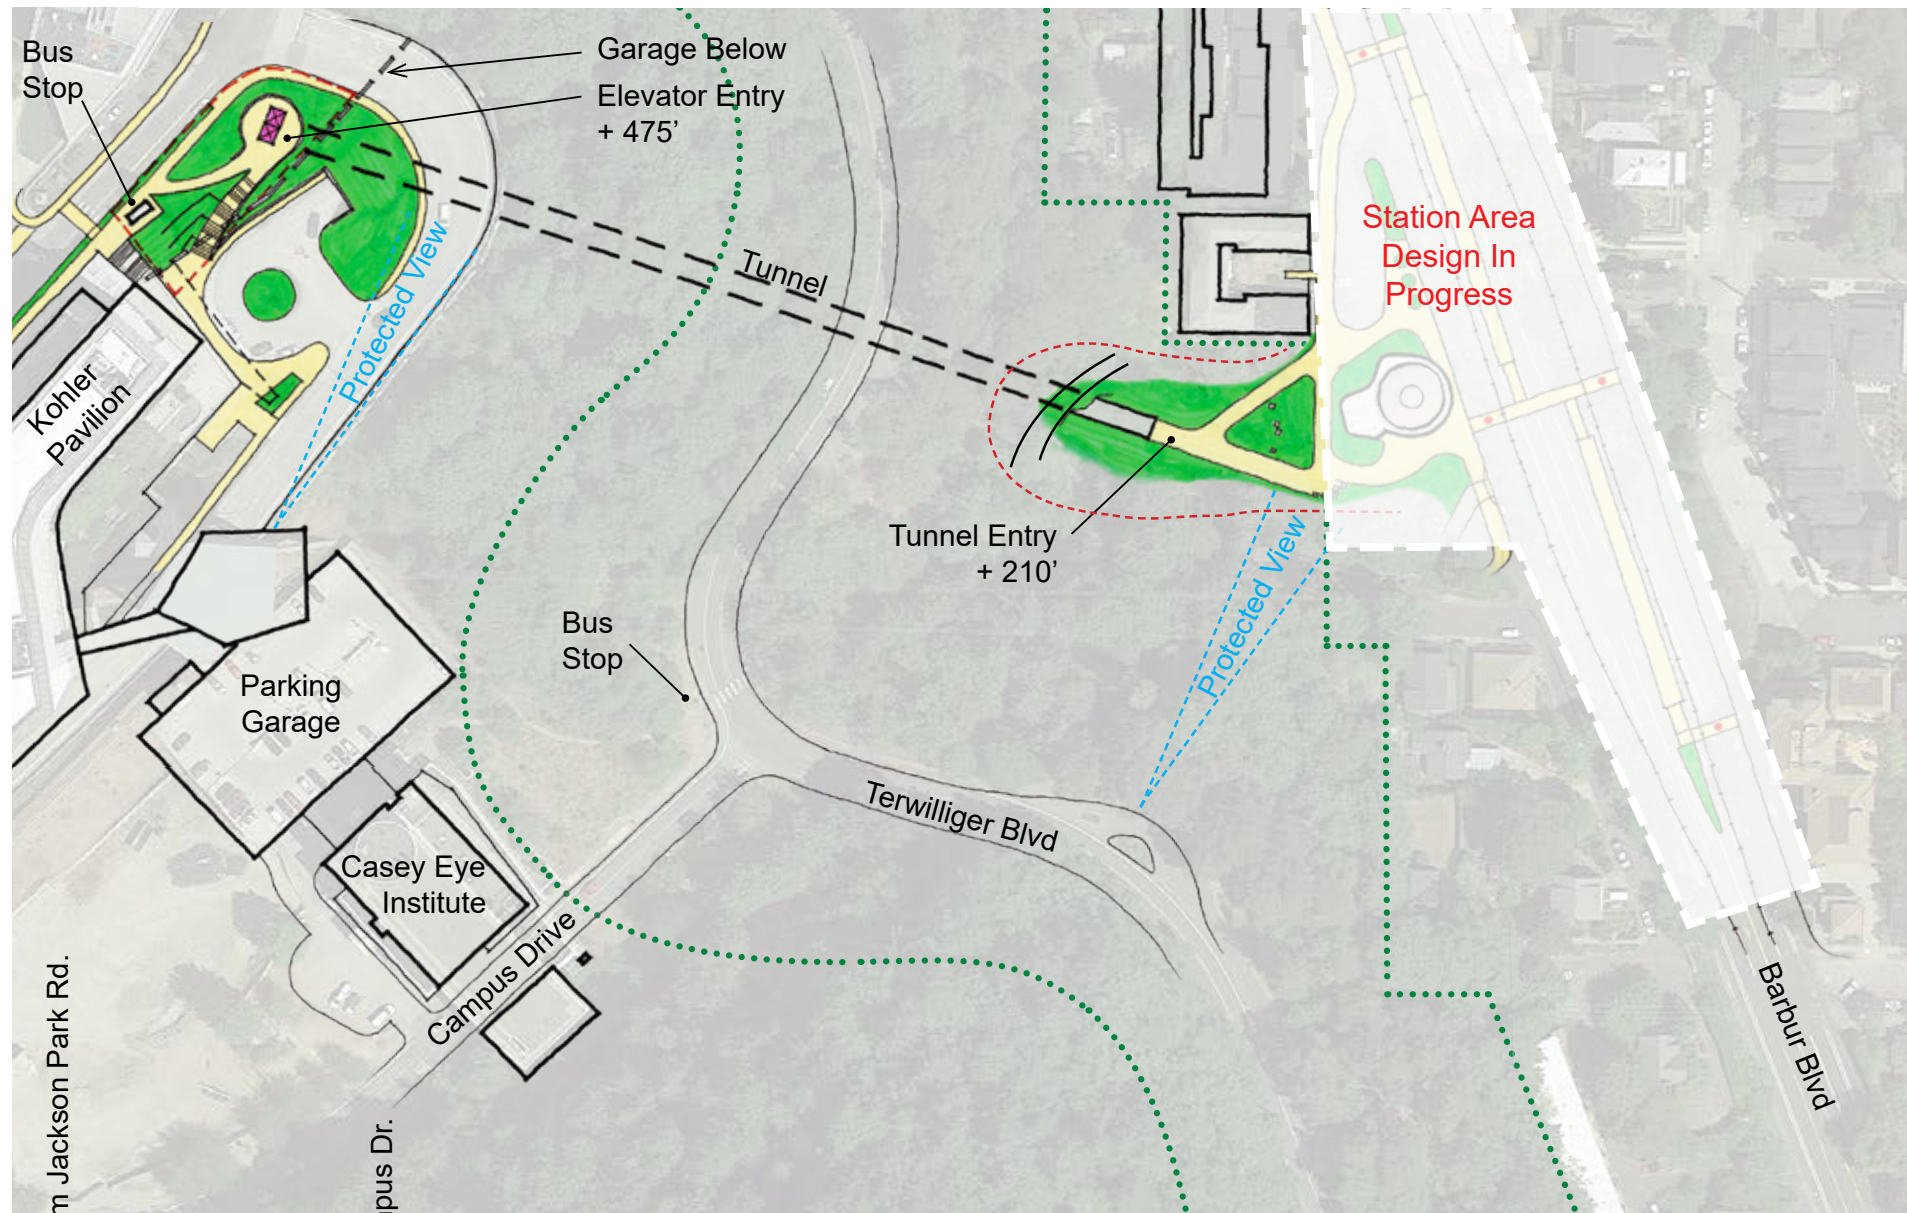 Bus
Stop
Garage Below
Elevator Entry
+ 475’
Station Area
Design In
Progress
Tunnel
Protected View
Kohler
Pavilion
Tunnel Entry
+ 210’
Protected View
Bus
Stop
Parking
Garage
Terwilliger Blvd
Casey Eye
Institute
Campus Drive
Barbur Blvd
m Jackson Park Rd.
pus Dr.